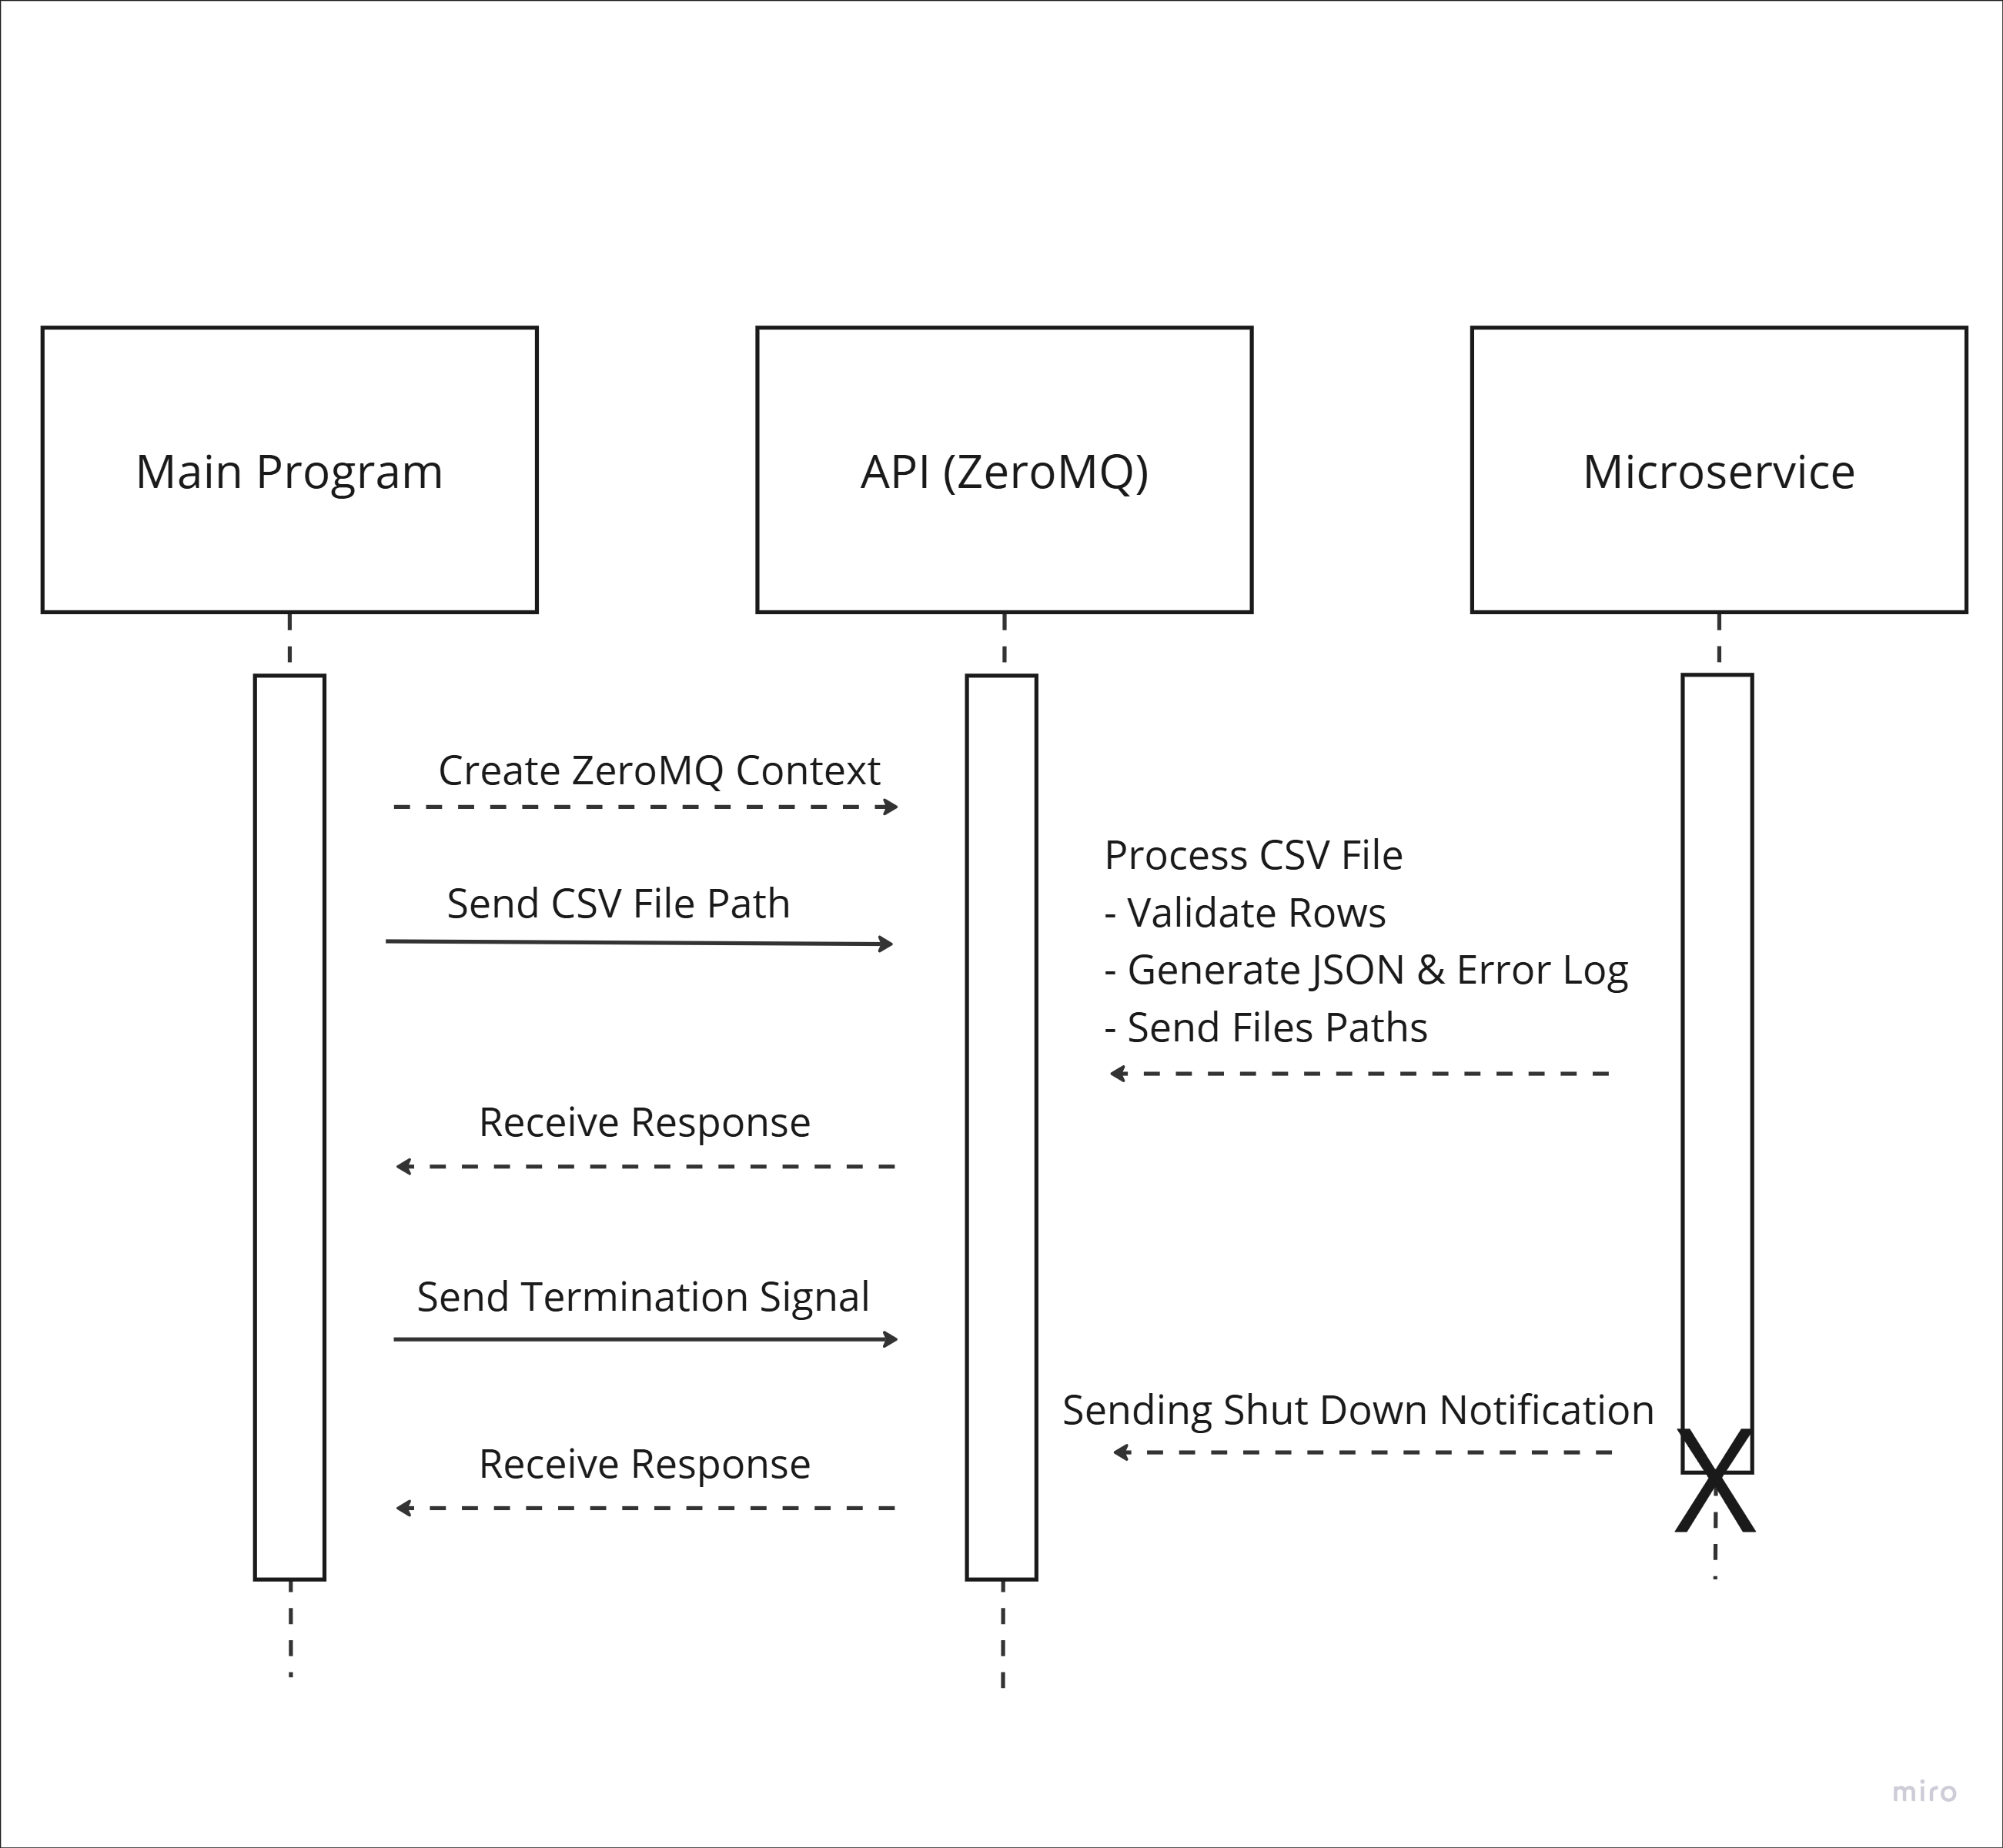 Main Program
API (ZeroMQ)
Microservice
Create ZeroMQ Context
Send CSV File Path
Process CSV File
- Validate Rows
- Generate JSON & Error Log
- Send Files Paths
Receive Response
Send Termination Signal
Sending Shut Down Notification
Receive Response
X
miro